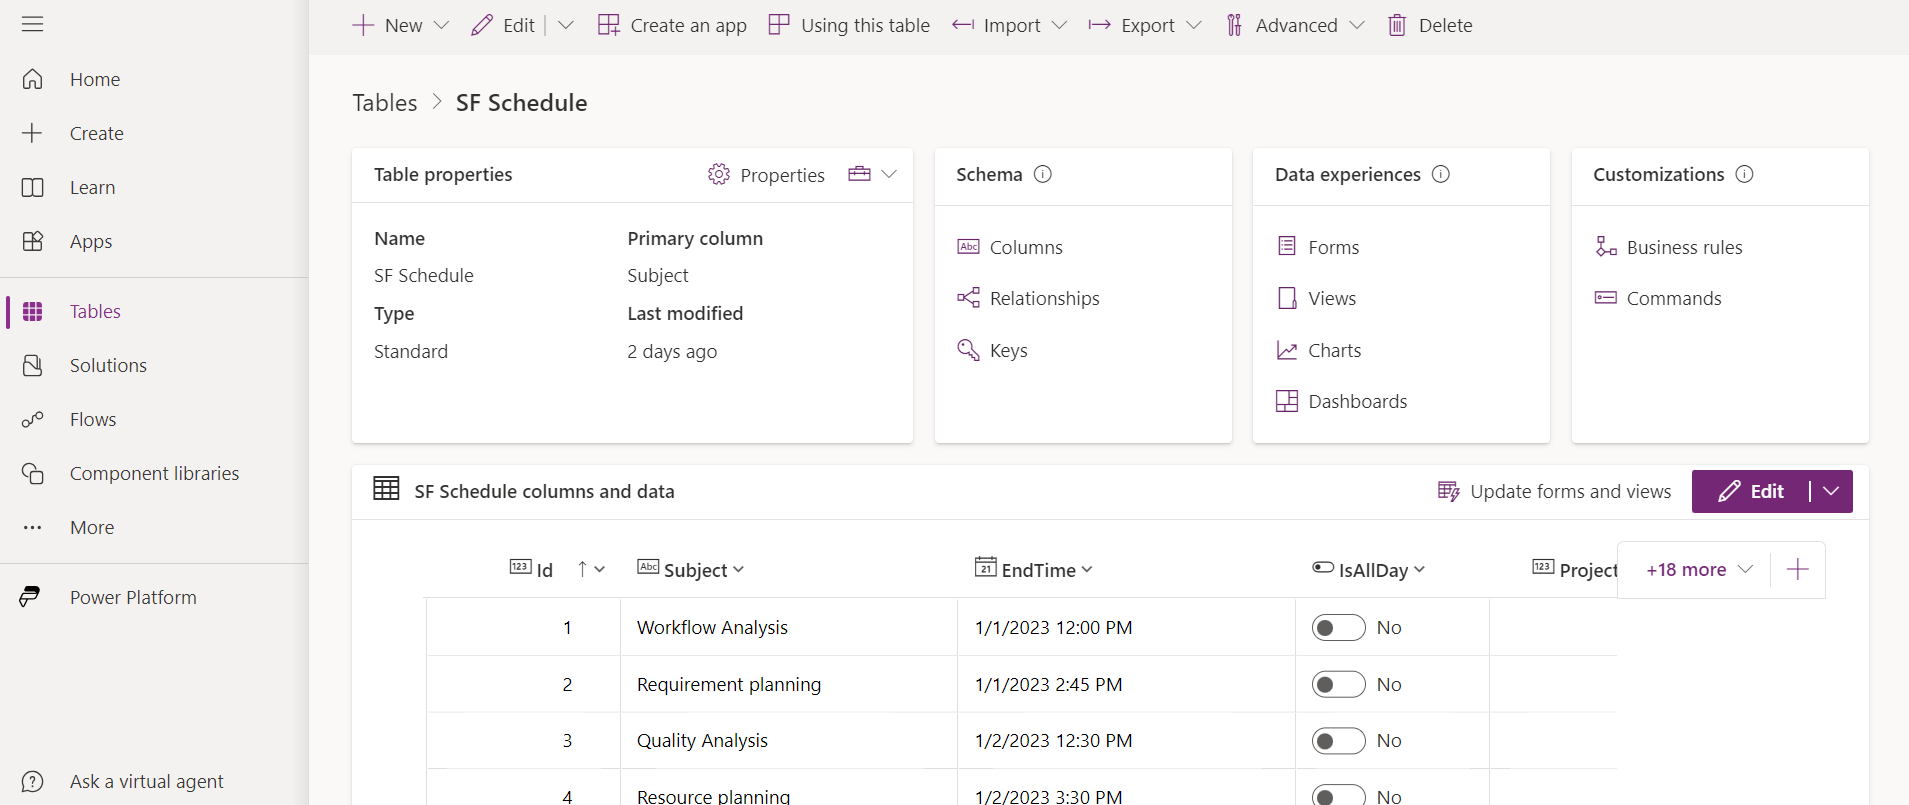 New Edit Create an app Using this table Import Export Advanced Delete
Home
Create
Learn
Apps
Tables
Solutions
Flows
Component libraries
More
Power Platform
Ask a virtual agent
Tables > SF Schedule
Table properties Properties
Name Primary column
SF Schedule Subject
Type Last modified
Standard 2 days ago
Schema
Abc Columns
Relationships
Keys
Data experiences
Forms
Views
Charts
Dashboards
Customizations
Business rules
Commands
SF Schedule columns and data Update forms and views Edit
123 Id Abc Subject 21 EndTime IsAllDay 123 Project +18 more
1 Workflow Analysis 1/1/2023 12:00 PM No
2 Requirement planning 1/1/2023 2:45 PM No
3 Quality Analysis 1/2/2023 12:30 PM No
4 Resource planning 1/2/2023 3:30 PM No